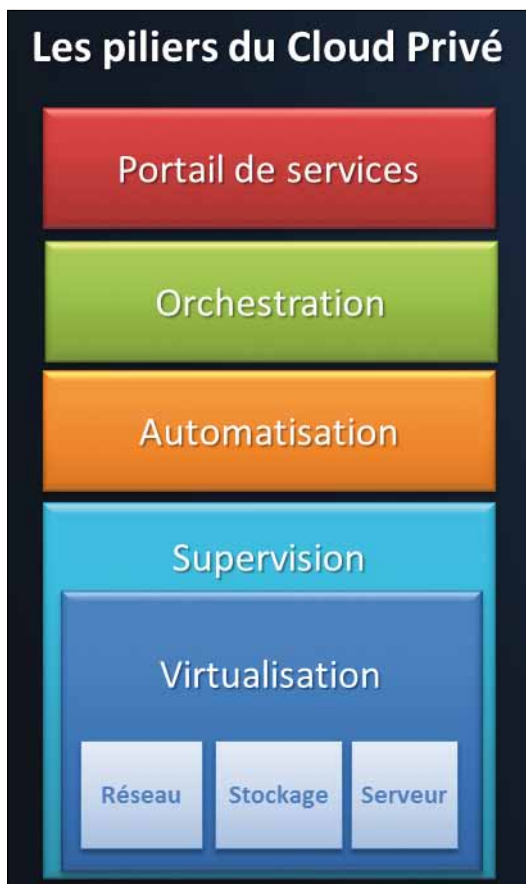 Les piliers du Cloud Privé
Portail de services
Orchestration
Automatisation
Supervision
Virtualisation
Réseau
Stockage
Serveur